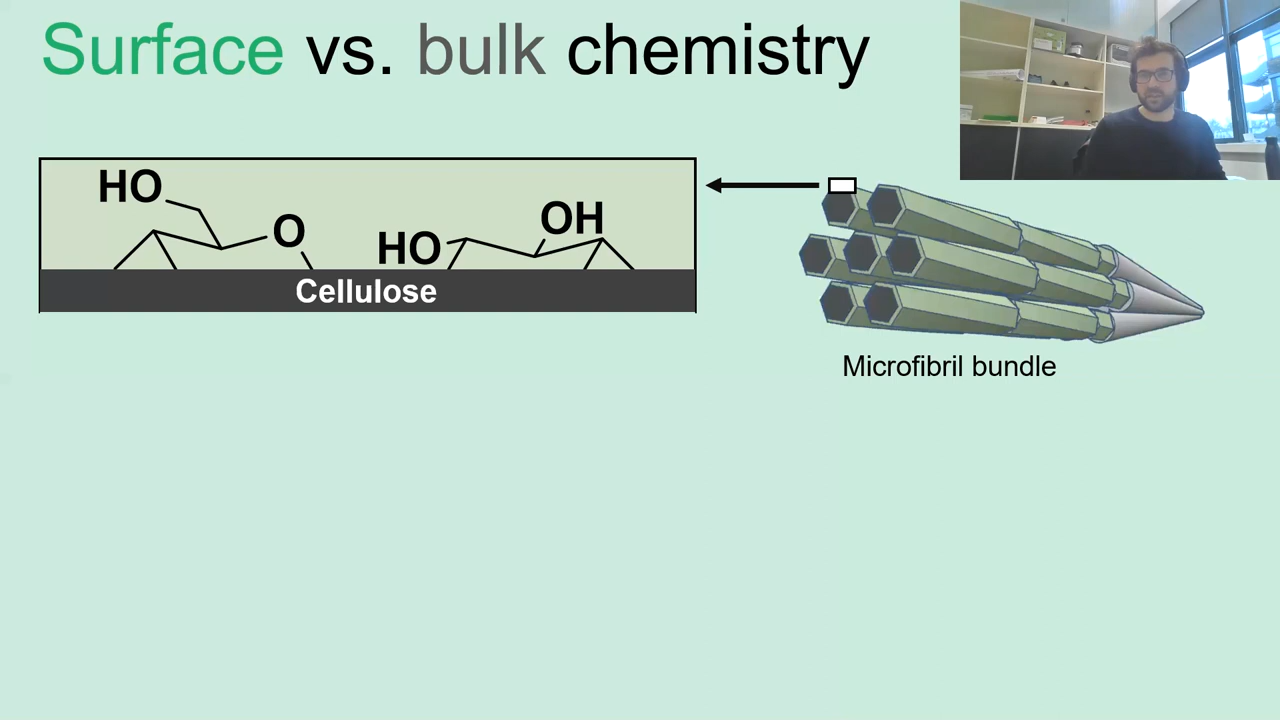 Surface vs. bulk chemistry
HO
O
HO
OH
Cellulose
Microfibril bundle